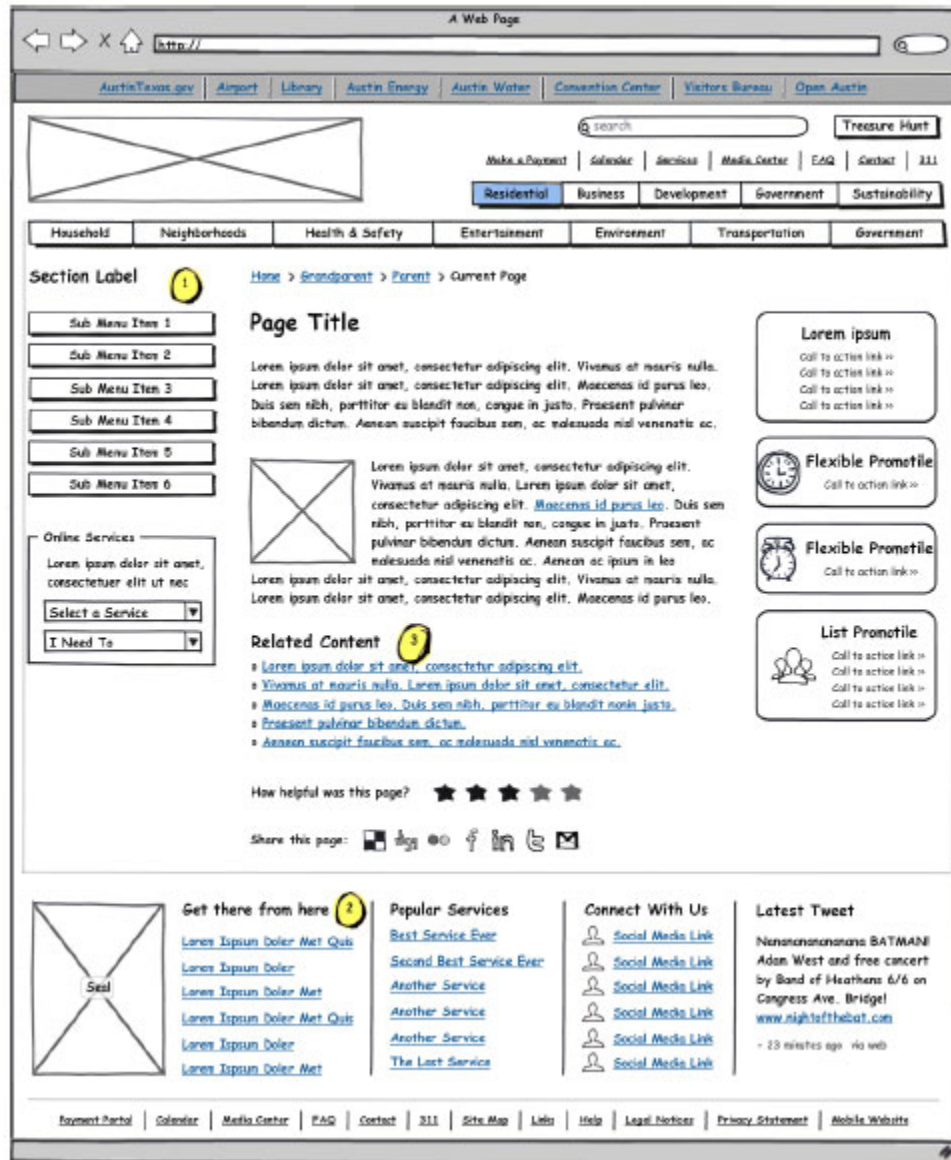 A Web Page
http://
AustinTexas.gov | Airport | Library | Austin Energy | Austin Water | Convention Center | Visitors Bureau | Open Austin
search
Treasure Hunt
Make a Payment | Calendar | Services | Media Center | FAQ | Contact | 311
Residential Business Development Government Sustainability
Household Neighborhoods Health & Safety Entertainment Environment Transportation Government
Section Label
1
Sub Menu Item 1
Sub Menu Item 2
Sub Menu Item 3
Sub Menu Item 4
Sub Menu Item 5
Sub Menu Item 6
Online Services
Lorem ipsum dolor sit amet,
consectetuer elit ut nec
Select a Service
I Need To
Home > Grandparent > Parent > Current Page
Page Title
Lorem ipsum dolor sit amet, consectetur adipiscing elit. Vivamus at mauris nulla.
Lorem ipsum dolor sit amet, consectetur adipiscing elit. Maecenas id purus leo.
Duis sem nibh, porttitor eu blandit non, congue in justo. Praesent pulvinar
bibendum dictum. Aenean suscipit faucibus sem, ac malesuada nisl venenatis ac.
Lorem ipsum dolor sit amet, consectetur adipiscing elit.
Vivamus at mauris nulla. Lorem ipsum dolor sit amet,
consectetur adipiscing elit. Maecenas id purus leo. Duis sem
nibh, porttitor eu blandit non, congue in justo. Praesent
pulvinar bibendum dictum. Aenean suscipit faucibus sem, ac
malesuada nisl venenatis ac. Aenean ac ipsum in leo
Lorem ipsum dolor sit amet, consectetur adipiscing elit. Vivamus at mauris nulla.
Lorem ipsum dolor sit amet, consectetur adipiscing elit. Maecenas id purus leo.
Related Content
3
Lorem ipsum dolor sit amet, consectetur adipiscing elit.
Vivamus at mauris nulla. Lorem ipsum dolor sit amet, consectetur elit.
Maecenas id purus leo. Duis sem nibh, porttitor eu blandit nonin justo.
Praesent pulvinar bibendum dictum.
Aenean suscipit faucibus sem, ac malesuada nisl venenatis ac.
How helpful was this page?
Share this page:
digg f in t M
Lorem ipsum
Call to action link »
Call to action link »
Call to action link »
Call to action link »
Flexible Promotile
Call to action link »
Flexible Promotile
Call to action link »
List Promotile
Call to action link »
Call to action link »
Call to action link »
Call to action link »
Seal
Get there from here
2
Lorem Ispsum Doler Met Quis
Lorem Ispsum Doler
Lorem Ispsum Doler Met
Lorem Ispsum Doler Met Quis
Lorem Ispsum Doler
Lorem Ispsum Doler Met
Popular Services
Best Service Ever
Second Best Service Ever
Another Service
Another Service
Another Service
The Last Service
Connect With Us
Social Media Link
Social Media Link
Social Media Link
Social Media Link
Social Media Link
Social Media Link
Latest Tweet
Nanananananana BATMAN!
Adam West and free concert
by Band of Heathens 6/6 on
Congress Ave. Bridge!
www.nightofthebat.com
~ 23 minutes ago via web
Payment Portal | Calendar | Media Center | FAQ | Contact | 311 | Site Map | Links | Help | Legal Notices | Privacy Statement | Mobile Website